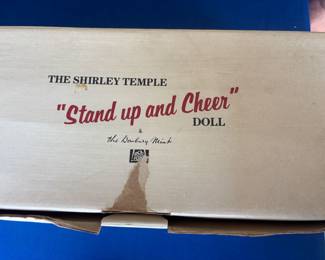 THE SHIRLEY TEMPLE
"Stand up and Cheer"
DOLL
&
the Danbury Mint